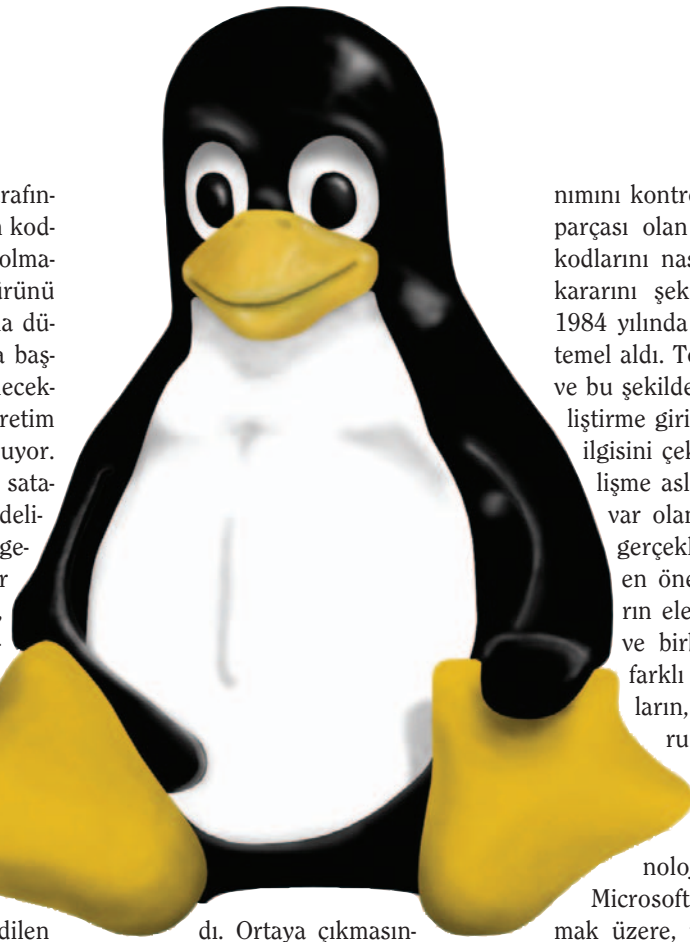 rafın-
kod-
olma-
ürünü
a dü-
a baş-
ecek-
retim
uyor.
sata-
deli-
ge-
r
dilen
dı. Ortaya çıkmasın-
nımını kontro
parçası olan
kodlarını nas
kararını şek
1984 yılında
temel aldı. Te
ve bu şekilde
liştirme giri
ilgisini çek
lişme asl
var olan
gerçekl
en öne
rın ele
ve birl
farklı
ların,
ru
noloj
Microsoft
mak üzere,